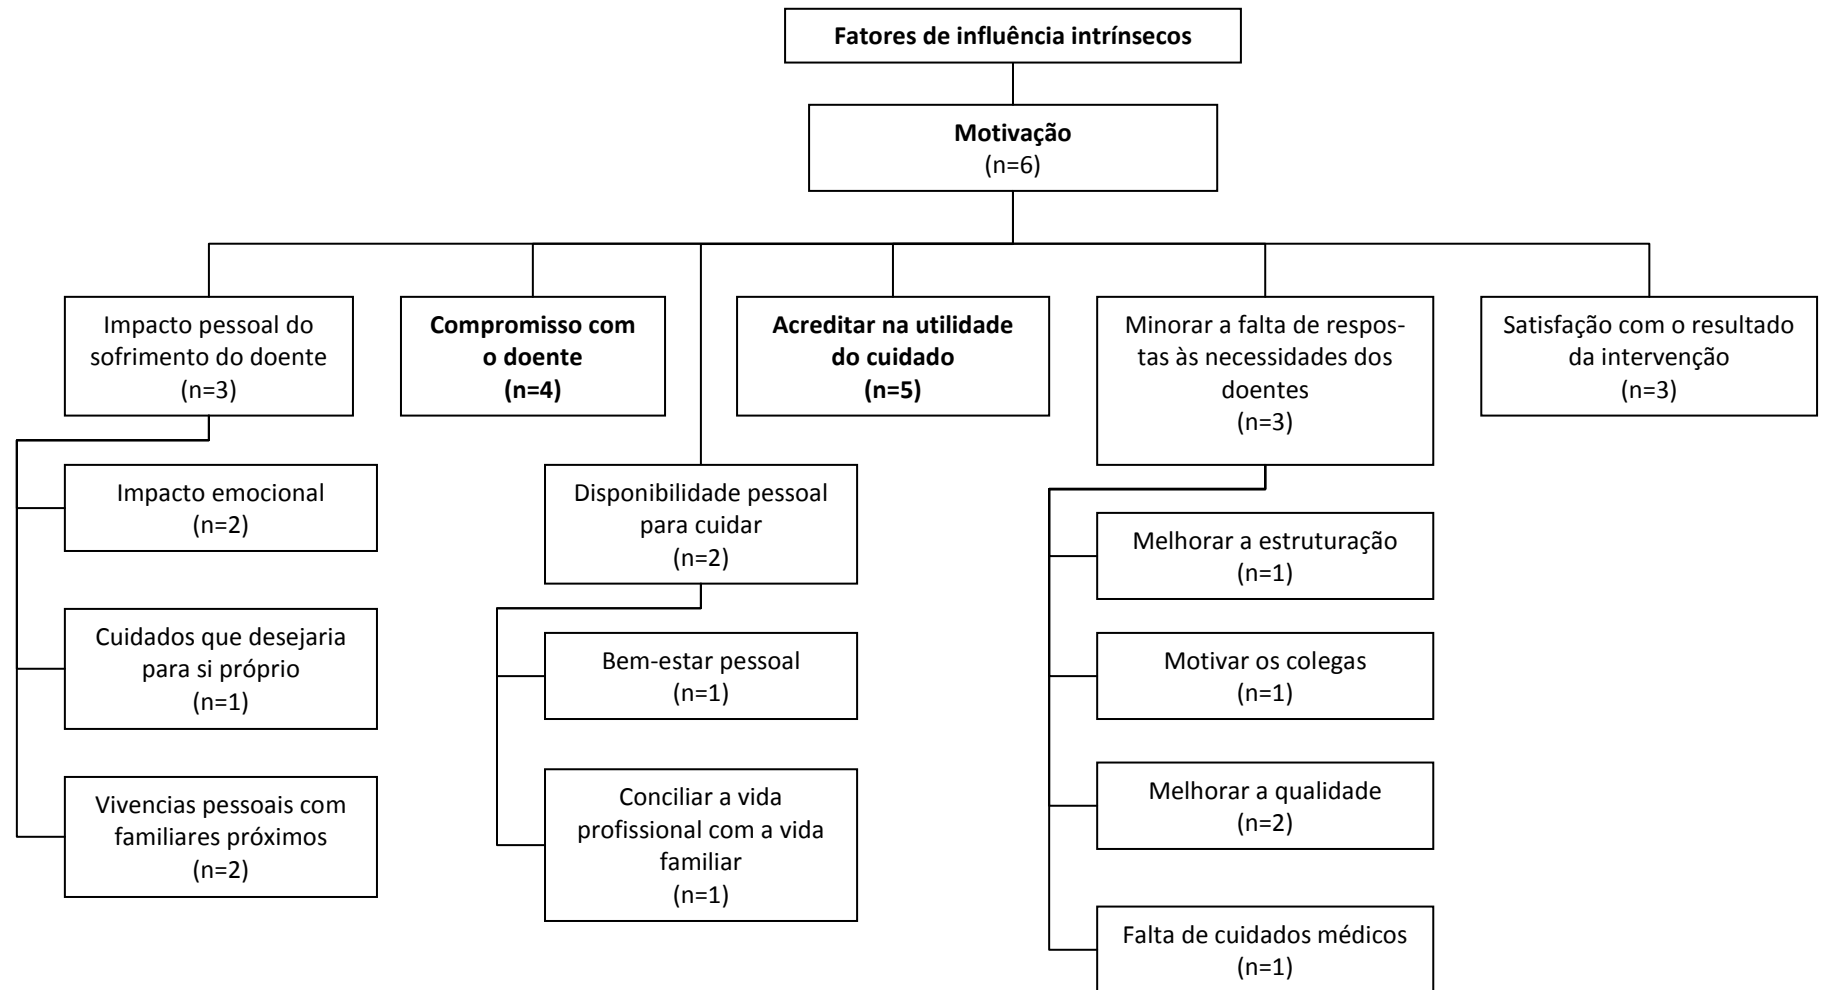 Fatores de influência intrínsecos
Motivação
(n=6)
Impacto pessoal do
sofrimento do doente
(n=3)
Compromisso com
o doente
(n=4)
Acreditar na utilidade
do cuidado
(n=5)
Minorar a falta de respos-
tas às necessidades dos
doentes
(n=3)
Satisfação com o resultado
da intervenção
(n=3)
Impacto emocional
(n=2)
Cuidados que desejaria
para si próprio
(n=1)
Vivencias pessoais com
familiares próximos
(n=2)
Disponibilidade pessoal
para cuidar
(n=2)
Bem-estar pessoal
(n=1)
Conciliar a vida
profissional com a vida
familiar
(n=1)
Melhorar a estruturação
(n=1)
Motivar os colegas
(n=1)
Melhorar a qualidade
(n=2)
Falta de cuidados médicos
(n=1)